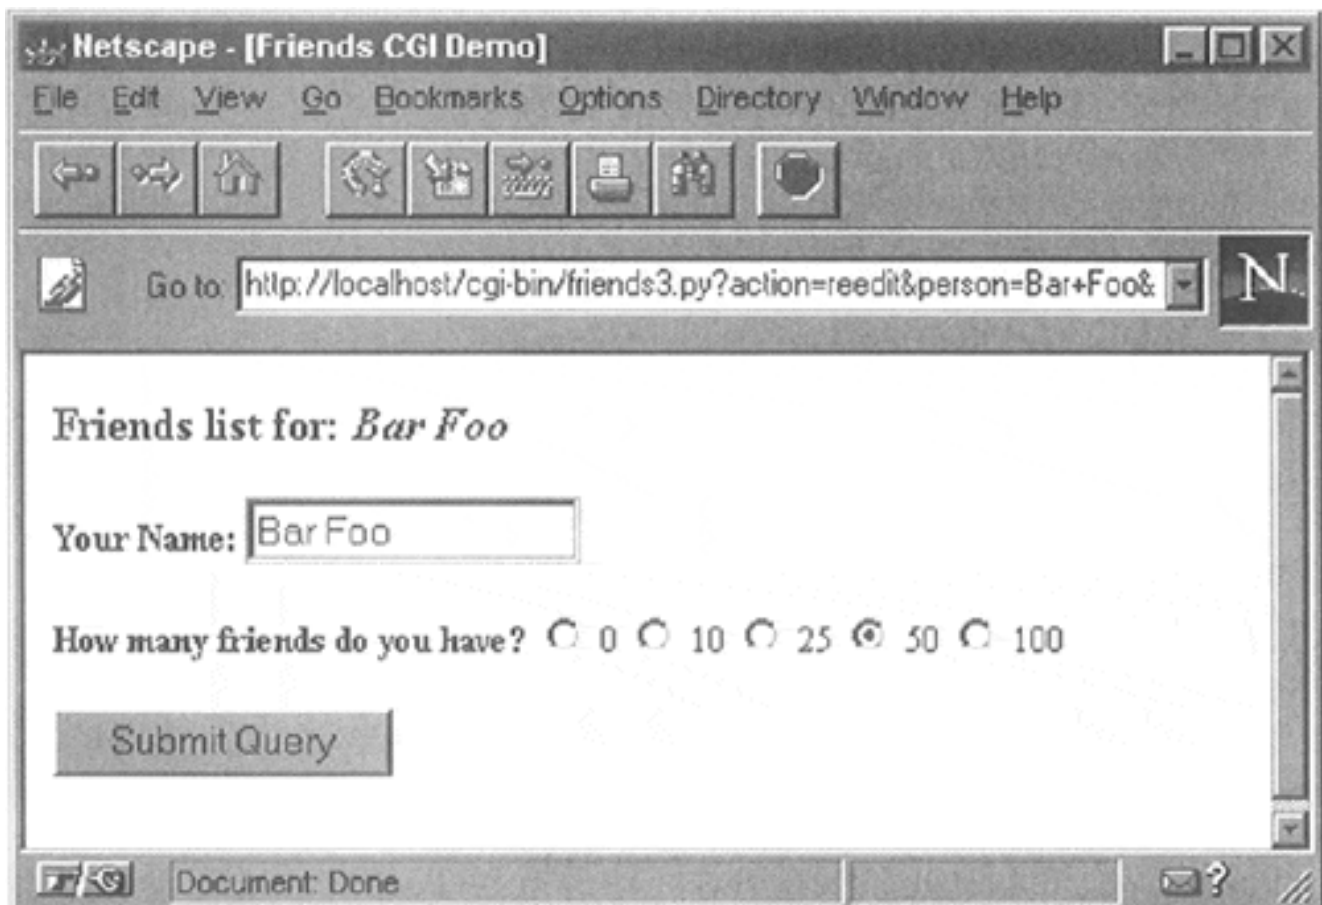 Netscape - [Friends CGI Demo]
File Edit View Go Bookmarks Options Directory Window Help
Go to: http://localhost/cgi-bin/friends3.py?action=reedit&person=Bar+Foo&
N
Friends list for: Bar Foo
Your Name: Bar Foo
How many friends do you have? 0 10 25 50 100
Submit Query
Document: Done
?